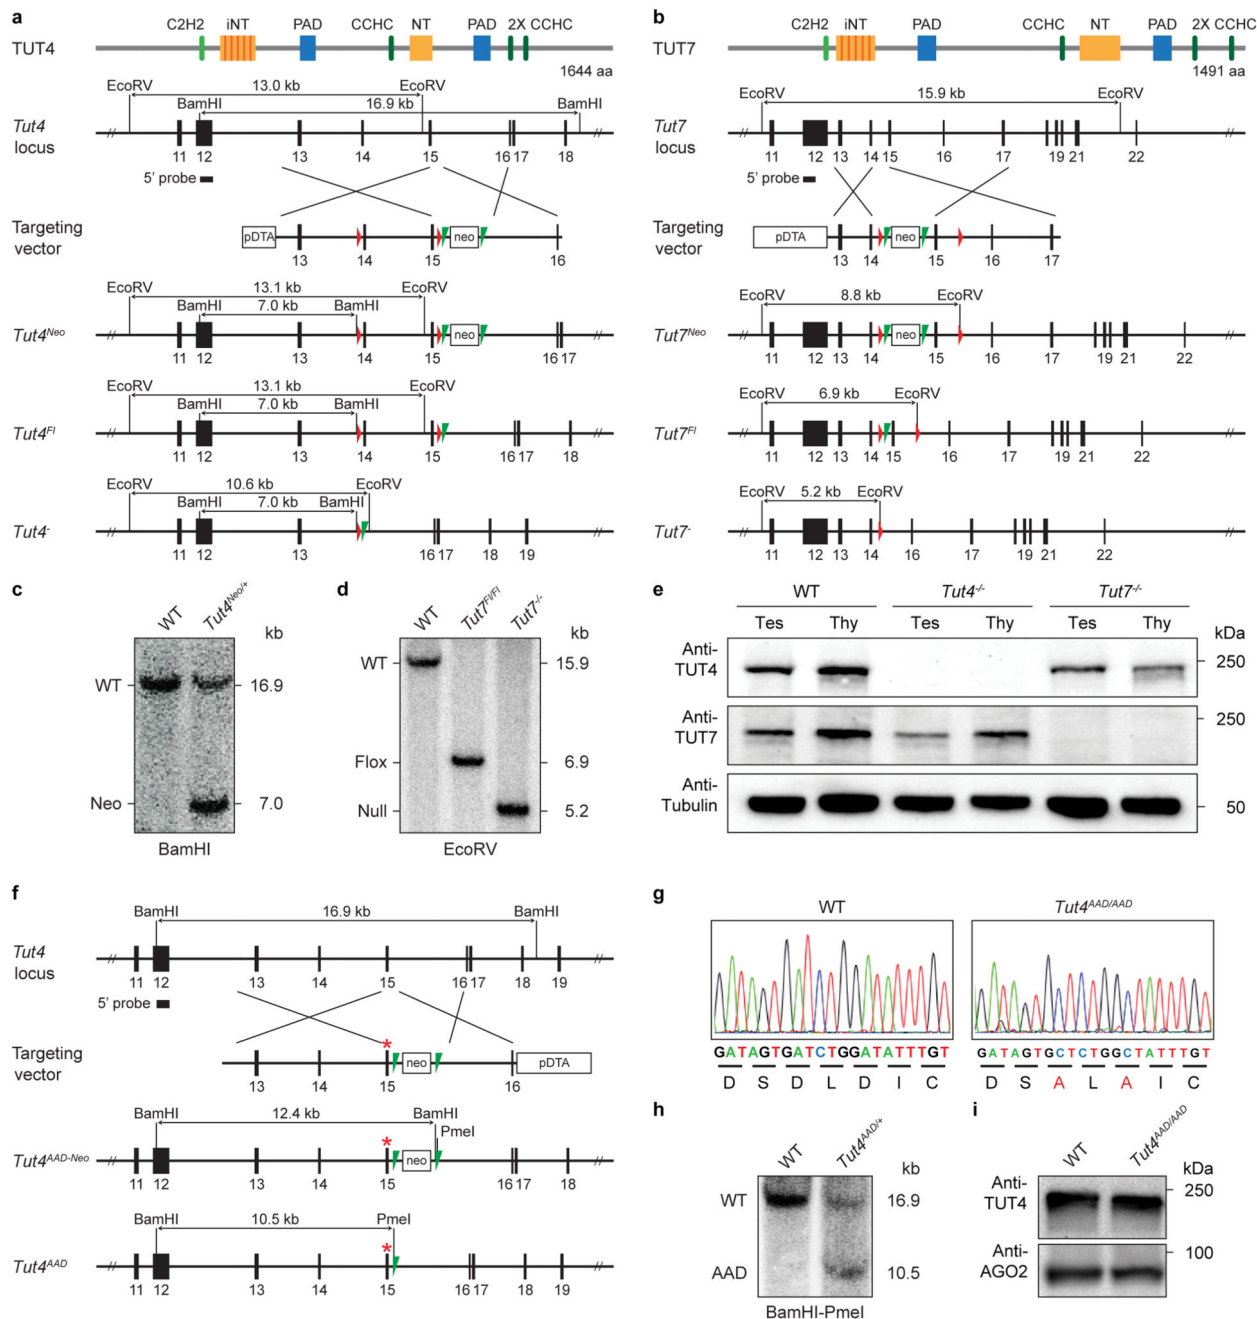 a
C2H2 iNT PAD CCHC NT PAD 2X CCHC
TUT4
1644 aa
EcoRV 13.0 kb EcoRV
BamHI 16.9 kb BamHI
Tut4 locus
11 12 13 14 15 16 17 18
5' probe
Targeting vector
pDTA neo
13 14 15 16
13.1 kb
EcoRV EcoRV
BamHI 7.0 kb BamHI
Tut4Neo
neo
11 12 13 14 15 16 17
13.1 kb
EcoRV EcoRV
BamHI 7.0 kb BamHI
Tut4Fl
11 12 13 14 15 16 17 18
10.6 kb
EcoRV EcoRV
BamHI 7.0 kb BamHI
Tut4-
11 12 13 16 17 18 19
b
C2H2 iNT PAD CCHC NT PAD 2X CCHC
TUT7
1491 aa
EcoRV 15.9 kb EcoRV
Tut7 locus
11 12 13 14 15 16 17 19 21 22
5' probe
Targeting vector
pDTA neo
13 14 15 16 17
EcoRV 8.8 kb EcoRV
Tut7Neo
neo
11 12 13 14 15 16 17 19 21 22
EcoRV 6.9 kb EcoRV
Tut7Fl
11 12 13 14 15 16 17 19 21 22
EcoRV 5.2 kb EcoRV
Tut7-
11 12 13 14 16 17 19 21 22
c
WT Tut4Neo/+
kb
WT 16.9
Neo 7.0
BamHI
d
WT Tut7Fl/Fl Tut7-/-
kb
WT 15.9
Flox 6.9
Null 5.2
EcoRV
e
WT Tut4-/- Tut7-/-
Tes Thy Tes Thy Tes Thy
kDa
Anti-TUT4 250
Anti-TUT7 250
Anti-Tubulin 50
f
BamHI 16.9 kb BamHI
Tut4 locus
11 12 13 14 15 16 17 18 19
5' probe
*
Targeting vector
neo pDTA
13 14 15 16
BamHI 12.4 kb BamHI
PmeI
*
Tut4AAD-Neo
neo
11 12 13 14 15 16 17 18
BamHI 10.5 kb PmeI
*
Tut4AAD
11 12 13 14 15 16 17 18 19
g
WT Tut4AAD/AAD
GATAGTGATCTGGATATTTGT
D S D L D I C
GATAGTGCTCTGGCTATTTGT
D S A L A I C
h
WT Tut4AAD/+
kb
WT 16.9
AAD 10.5
BamHI-PmeI
i
WT Tut4AAD/AAD
kDa
Anti-TUT4 250
Anti-AGO2 100